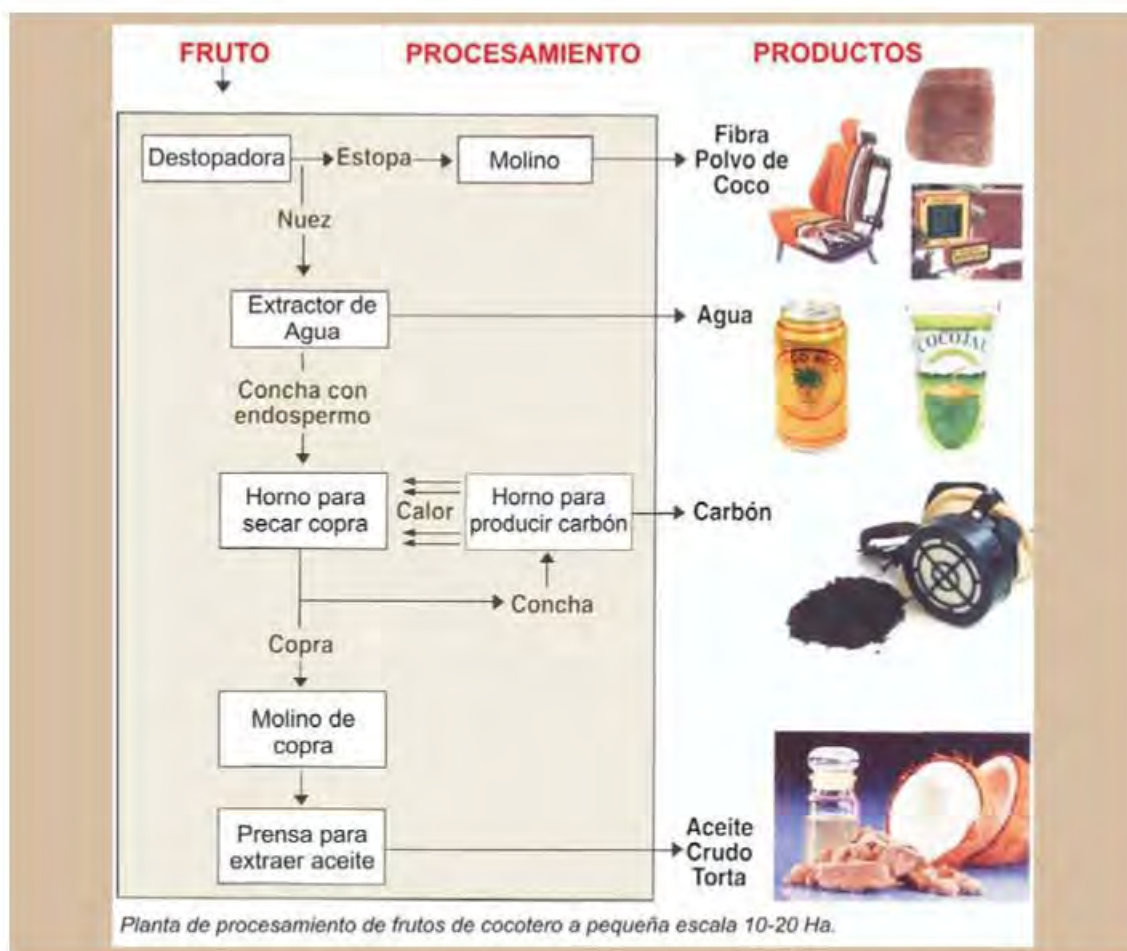 FRUTO
PROCESAMIENTO
PRODUCTOS
Destopadora
Estopa
Molino
Fibra
Polvo de
Coco
Nuez
Extractor de
Agua
Agua
COCOJAL
Concha con
endospermo
Horno para
secar copra
Calor
Horno para
producir carbón
Carbón
Concha
Copra
Molino de
copra
Prensa para
extraer aceite
Aceite
Crudo
Torta
Planta de procesamiento de frutos de cocotero a pequeña escala 10-20 Ha.